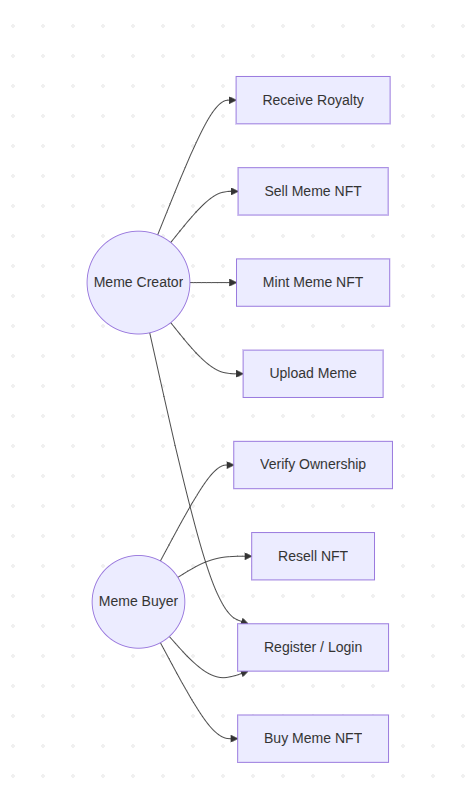 Receive Royalty
Sell Meme NFT
Meme Creator
Mint Meme NFT
Upload Meme
Verify Ownership
Resell NFT
Meme Buyer
Register / Login
Buy Meme NFT